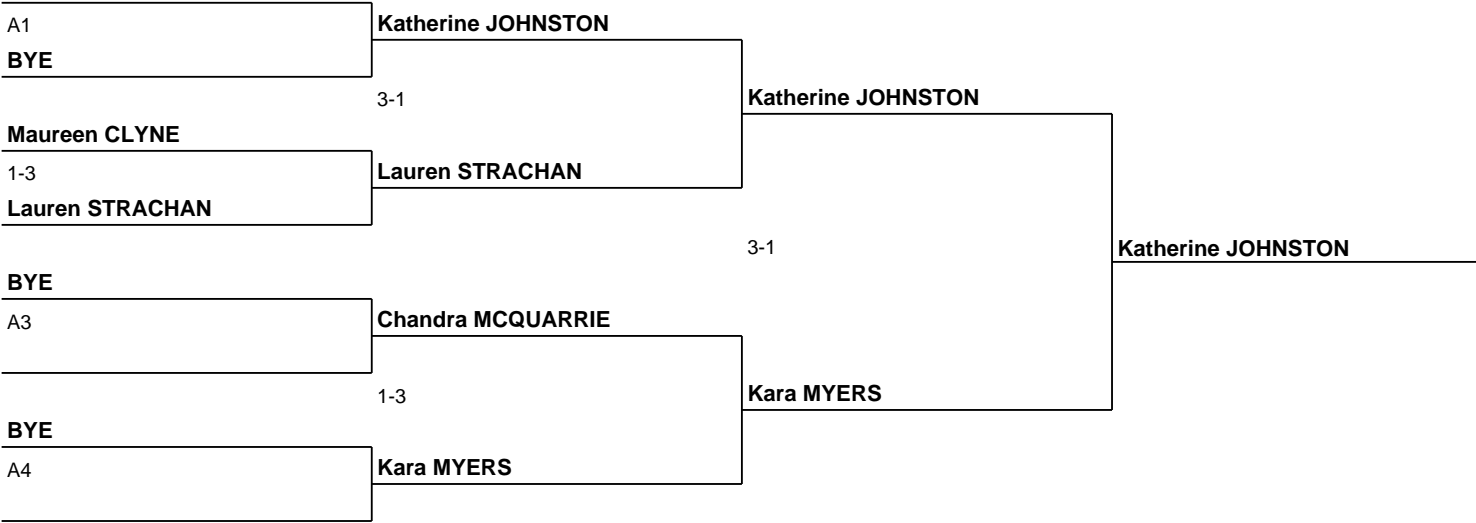 A1
BYE
Maureen CLYNE
1-3
Lauren STRACHAN
BYE
A3
BYE
A4
Katherine JOHNSTON
3-1
Lauren STRACHAN
Chandra MCQUARRIE
1-3
Kara MYERS
Katherine JOHNSTON
3-1
Kara MYERS
Katherine JOHNSTON